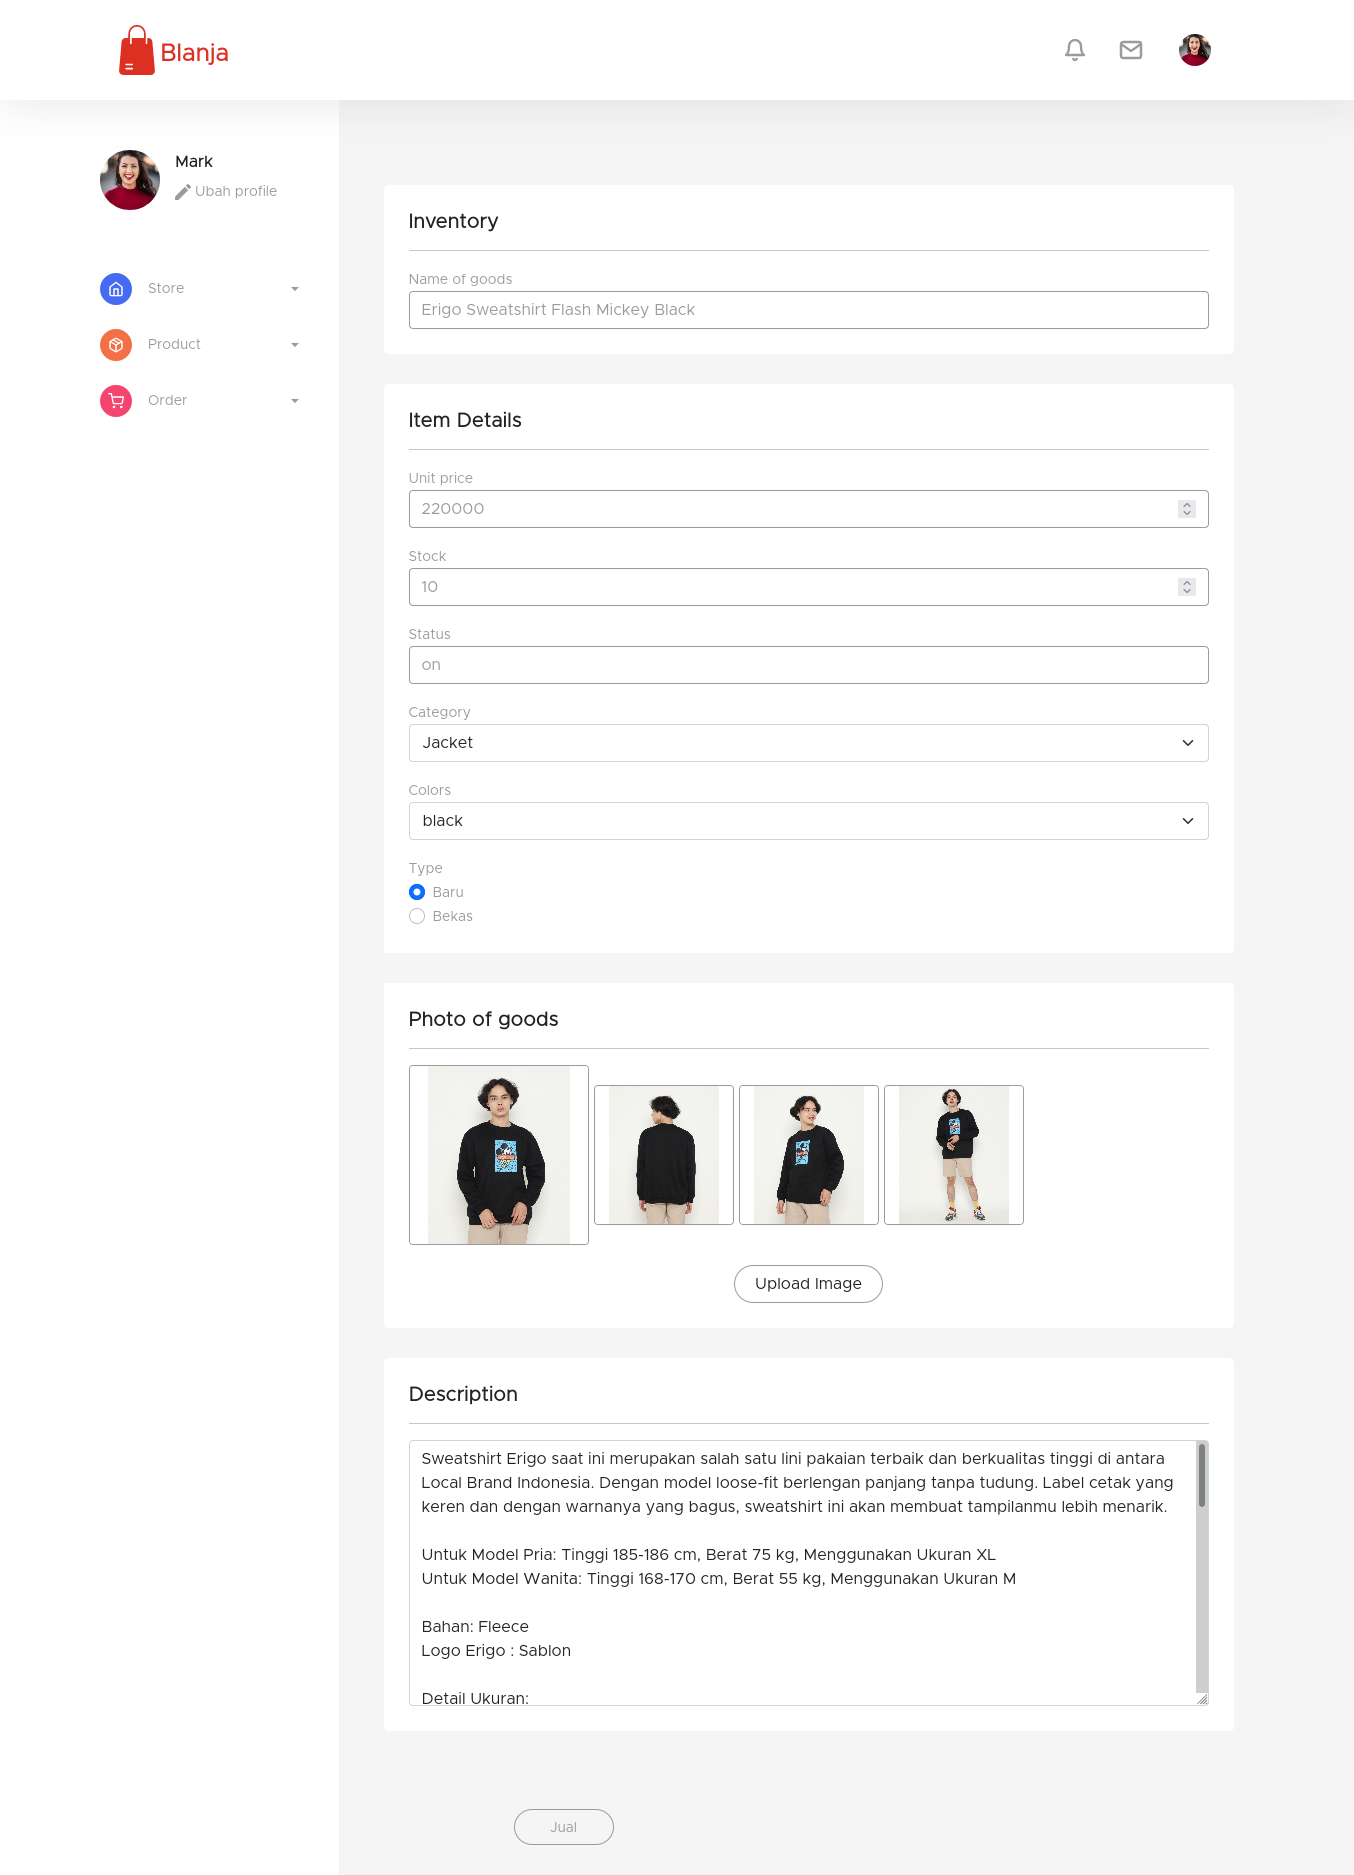 Blanja
Mark
Ubah profile
Store
Product
Order
Inventory
Name of goods
Erigo Sweatshirt Flash Mickey Black
Item Details
Unit price
220000
Stock
10
Status
on
Category
Jacket
Colors
black
Type
Baru
Bekas
Photo of goods
Upload Image
Description
Sweatshirt Erigo saat ini merupakan salah satu lini pakaian terbaik dan berkualitas tinggi di antara
Local Brand Indonesia. Dengan model loose-fit berlengan panjang tanpa tudung. Label cetak yang
keren dan dengan warnanya yang bagus, sweatshirt ini akan membuat tampilanmu lebih menarik.
Untuk Model Pria: Tinggi 185-186 cm, Berat 75 kg, Menggunakan Ukuran XL
Untuk Model Wanita: Tinggi 168-170 cm, Berat 55 kg, Menggunakan Ukuran M
Bahan: Fleece
Logo Erigo : Sablon
Detail Ukuran:
Jual